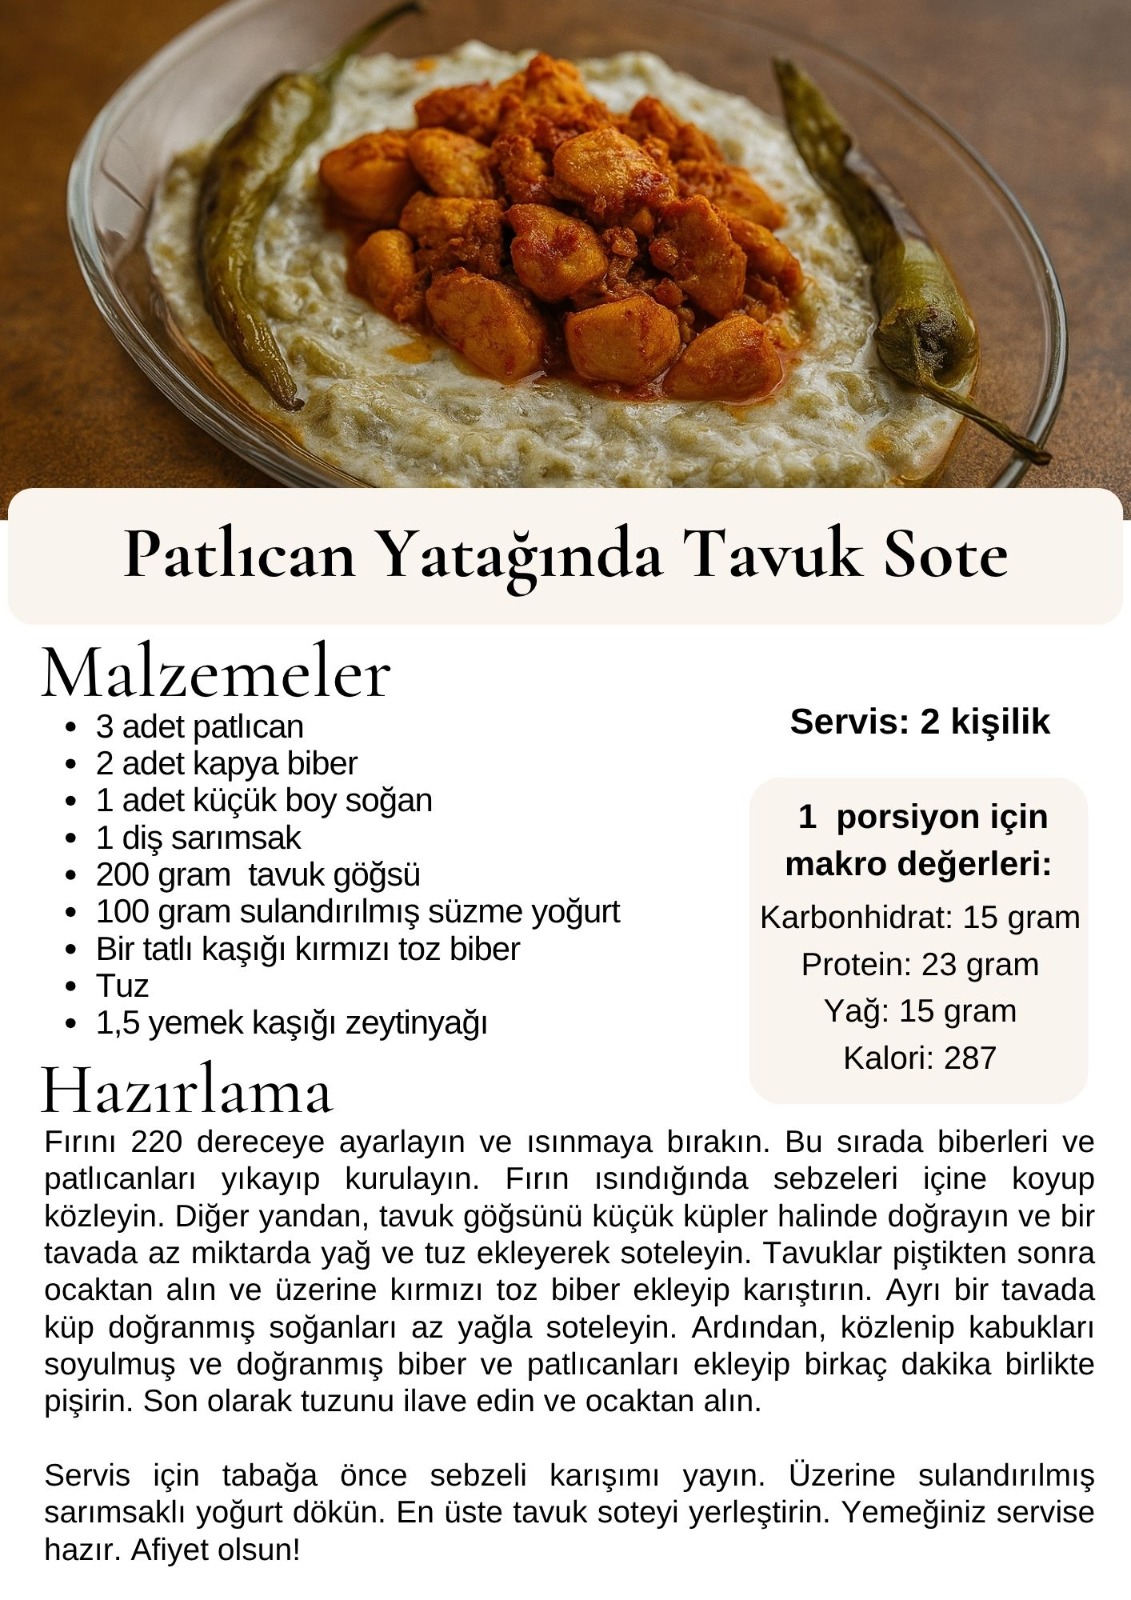 Patlıcan Yatağında Tavuk Sote
Malzemeler
• 3 adet patlıcan
• 2 adet kapya biber
• 1 adet küçük boy soğan
• 1 diş sarımsak
• 200 gram  tavuk göğsü
• 100 gram sulandırılmış süzme yoğurt
• Bir tatlı kaşığı kırmızı toz biber
• Tuz
• 1,5 yemek kaşığı zeytinyağı
Servis: 2 kişilik
1  porsiyon için
makro değerleri:
Karbonhidrat: 15 gram
Protein: 23 gram
Yağ: 15 gram
Kalori: 287
Hazırlama
Fırını 220 dereceye ayarlayın ve ısınmaya bırakın. Bu sırada biberleri ve
patlıcanları yıkayıp kurulayın. Fırın ısındığında sebzeleri içine koyup
közleyin. Diğer yandan, tavuk göğsünü küçük küpler halinde doğrayın ve bir
tavada az miktarda yağ ve tuz ekleyerek soteleyin. Tavuklar piştikten sonra
ocaktan alın ve üzerine kırmızı toz biber ekleyip karıştırın. Ayrı bir tavada
küp doğranmış soğanları az yağla soteleyin. Ardından, közlenip kabukları
soyulmuş ve doğranmış biber ve patlıcanları ekleyip birkaç dakika birlikte
pişirin. Son olarak tuzunu ilave edin ve ocaktan alın.
Servis için tabağa önce sebzeli karışımı yayın. Üzerine sulandırılmış
sarımsaklı yoğurt dökün. En üste tavuk soteyi yerleştirin. Yemeğiniz servise
hazır. Afiyet olsun!